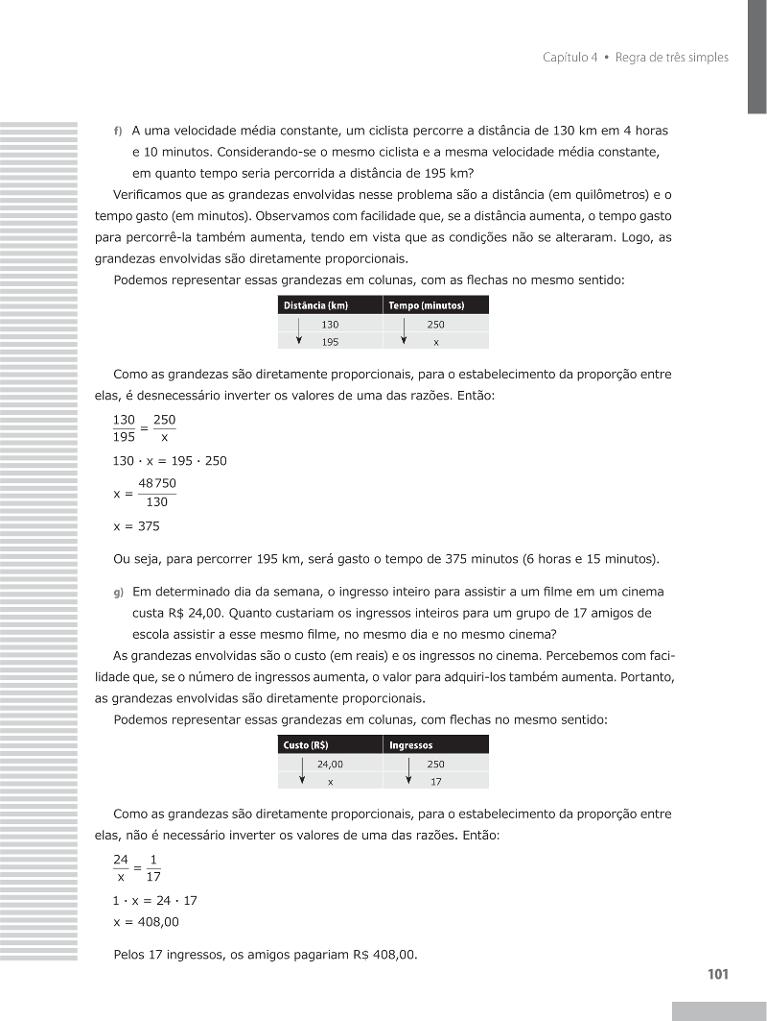 Capítulo 4 • Regra de três simples
f) A uma velocidade média constante, um ciclista percorre a distância de 130 km em 4 horas
e 10 minutos. Considerando-se o mesmo ciclista e a mesma velocidade média constante,
em quanto tempo seria percorrida a distância de 195 km?
Verificamos que as grandezas envolvidas nesse problema são a distância (em quilômetros) e o
tempo gasto (em minutos). Observamos com facilidade que, se a distância aumenta, o tempo gasto
para percorrê-la também aumenta, tendo em vista que as condições não se alteraram. Logo, as
grandezas envolvidas são diretamente proporcionais.
Podemos representar essas grandezas em colunas, com as flechas no mesmo sentido:
Distância (km) Tempo (minutos)
130 250
195 x
Como as grandezas são diretamente proporcionais, para o estabelecimento da proporção entre
elas, é desnecessário inverter os valores de uma das razões. Então:
130/195 = 250/x
130 · x = 195 · 250
x = 48 750/130
x = 375
Ou seja, para percorrer 195 km, será gasto o tempo de 375 minutos (6 horas e 15 minutos).
g) Em determinado dia da semana, o ingresso inteiro para assistir a um filme em um cinema
custa R$ 24,00. Quanto custariam os ingressos inteiros para um grupo de 17 amigos de
escola assistir a esse mesmo filme, no mesmo dia e no mesmo cinema?
As grandezas envolvidas são o custo (em reais) e os ingressos no cinema. Percebemos com faci-
lidade que, se o número de ingressos aumenta, o valor para adquiri-los também aumenta. Portanto,
as grandezas envolvidas são diretamente proporcionais.
Podemos representar essas grandezas em colunas, com flechas no mesmo sentido:
Custo (R$) Ingressos
24,00 250
x 17
Como as grandezas são diretamente proporcionais, para o estabelecimento da proporção entre
elas, não é necessário inverter os valores de uma das razões. Então:
24/x = 1/17
1 · x = 24 · 17
x = 408,00
Pelos 17 ingressos, os amigos pagariam R$ 408,00.
101